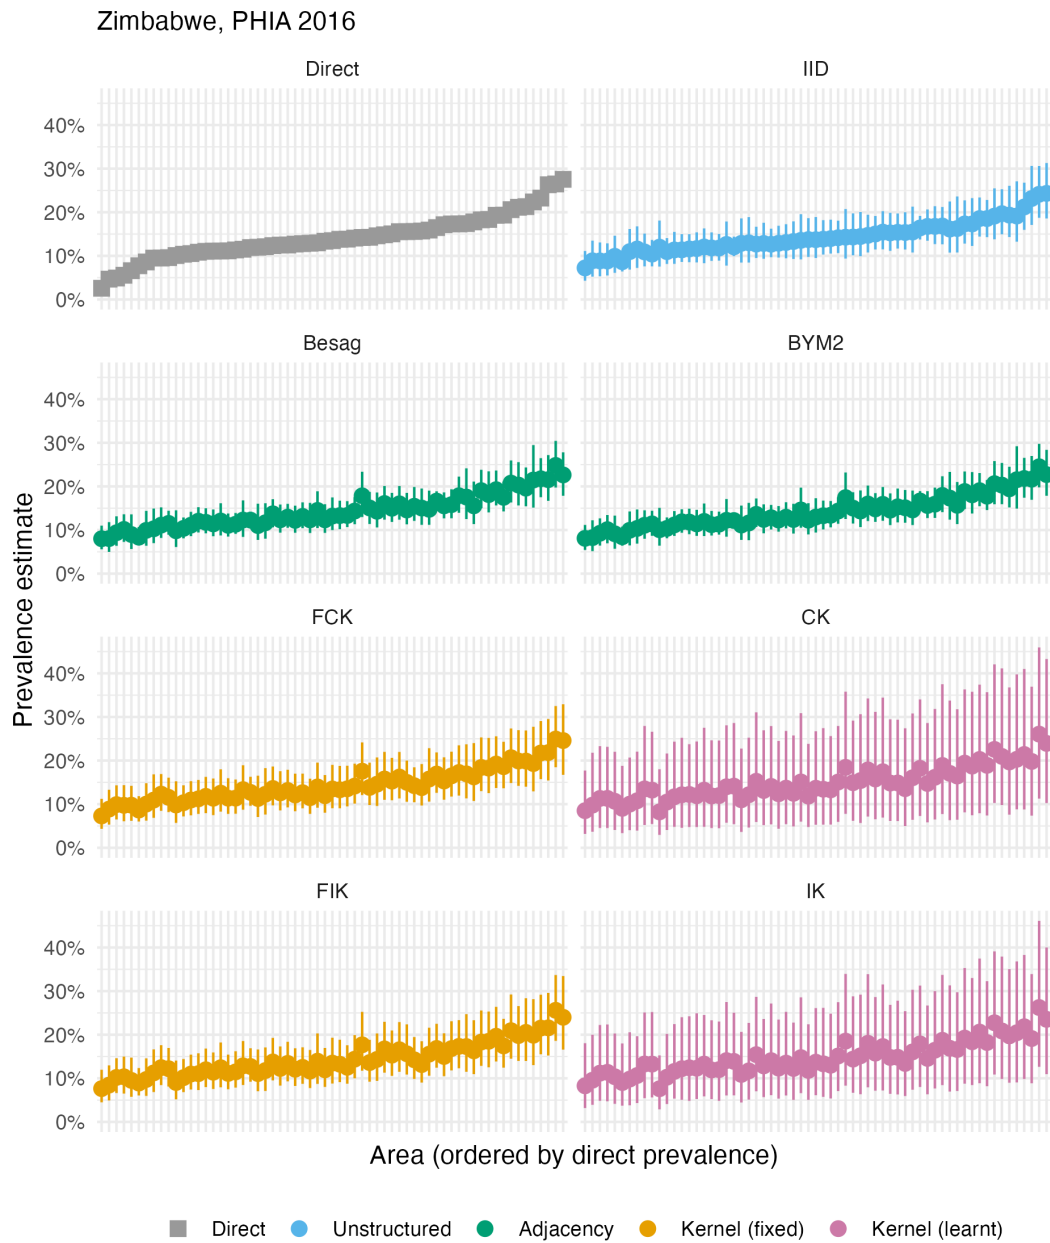 Zimbabwe, PHIA 2016
Direct
IID
40%
30%
20%
10%
0%
Besag
BYM2
40%
30%
20%
10%
0%
Prevalence estimate
FCK
CK
40%
30%
20%
10%
0%
FIK
IK
40%
30%
20%
10%
0%
Area (ordered by direct prevalence)
Direct Unstructured Adjacency Kernel (fixed) Kernel (learnt)